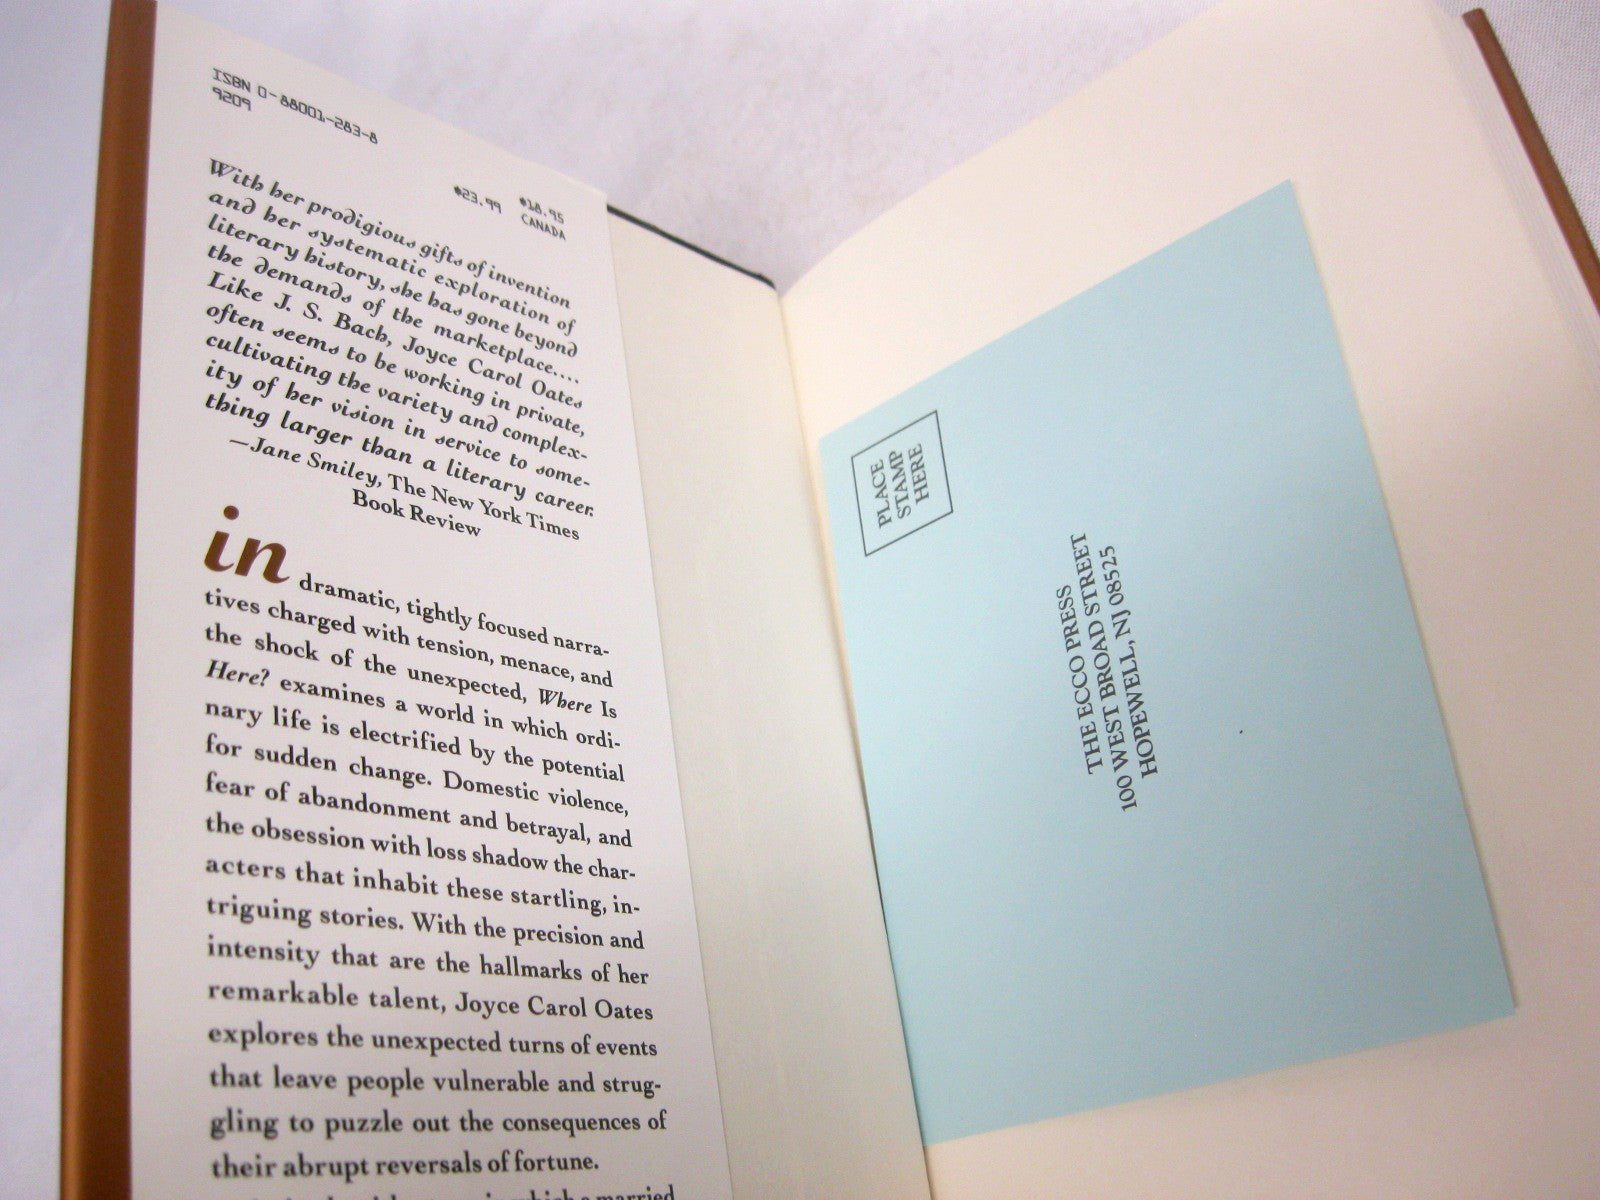 ISBN 0-88001-283-8
9209
$18.95
$23.99 CANADA
With her prodigious gifts of invention
and her systematic exploration of
literary history, she has gone beyond
the demands of the marketplace....
Like J. S. Bach, Joyce Carol Oates
often seems to be working in private,
cultivating the variety and complex-
ity of her vision in service to some-
thing larger than a literary career.
—Jane Smiley, The New York Times
Book Review
in dramatic, tightly focused narra-
tives charged with tension, menace, and
the shock of the unexpected, Where Is
Here? examines a world in which ordi-
nary life is electrified by the potential
for sudden change. Domestic violence,
fear of abandonment and betrayal, and
the obsession with loss shadow the char-
acters that inhabit these startling, in-
triguing stories. With the precision and
intensity that are the hallmarks of her
remarkable talent, Joyce Carol Oates
explores the unexpected turns of events
that leave people vulnerable and strug-
gling to puzzle out the consequences of
their abrupt reversals of fortune.
in which a married
PLACE
STAMP
HERE
THE ECCO PRESS
100 WEST BROAD STREET
HOPEWELL, NJ 08525